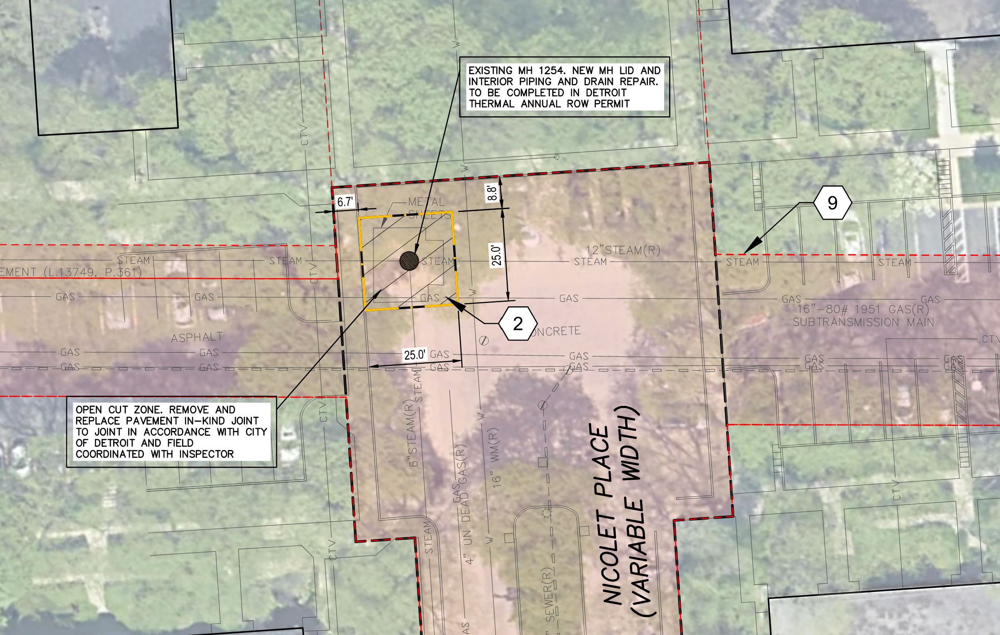 EXISTING MH 1254. NEW MH LID AND
INTERIOR PIPING AND DRAIN REPAIR.
TO BE COMPLETED IN DETROIT
THERMAL ANNUAL ROW PERMIT
W
W
CTV
8.8'
6.7'
METAL
SHEETS
9
25.0'
12"STEAM(R)
STEAM
STEAM
STEAM
STEAM
STEAM
STEAM
(L.13749, P.361)
CTV
W
GAS
GAS
GAS
GAS
GAS
GAS
16"-80# 1951 GAS(R)
SUBTRANSMISSION MAIN
2
ASPHALT
CTV
GAS
GAS
25.0'
GAS
GAS
GAS
GAS
GAS
GAS
GAS
GAS
GAS
GAS
STEAM
OPEN CUT ZONE. REMOVE AND
REPLACE PAVEMENT IN-KIND JOINT
TO JOINT IN ACCORDANCE WITH CITY
OF DETROIT AND FIELD
COORDINATED WITH INSPECTOR
CTV
6"STEAM(R)
W
16" WM(R)
GAS
4" UN DEAD GAS(R)
NICOLET PLACE
(VARIABLE WIDTH)
CTV
STEAM
W
CTV
SEWER(R)